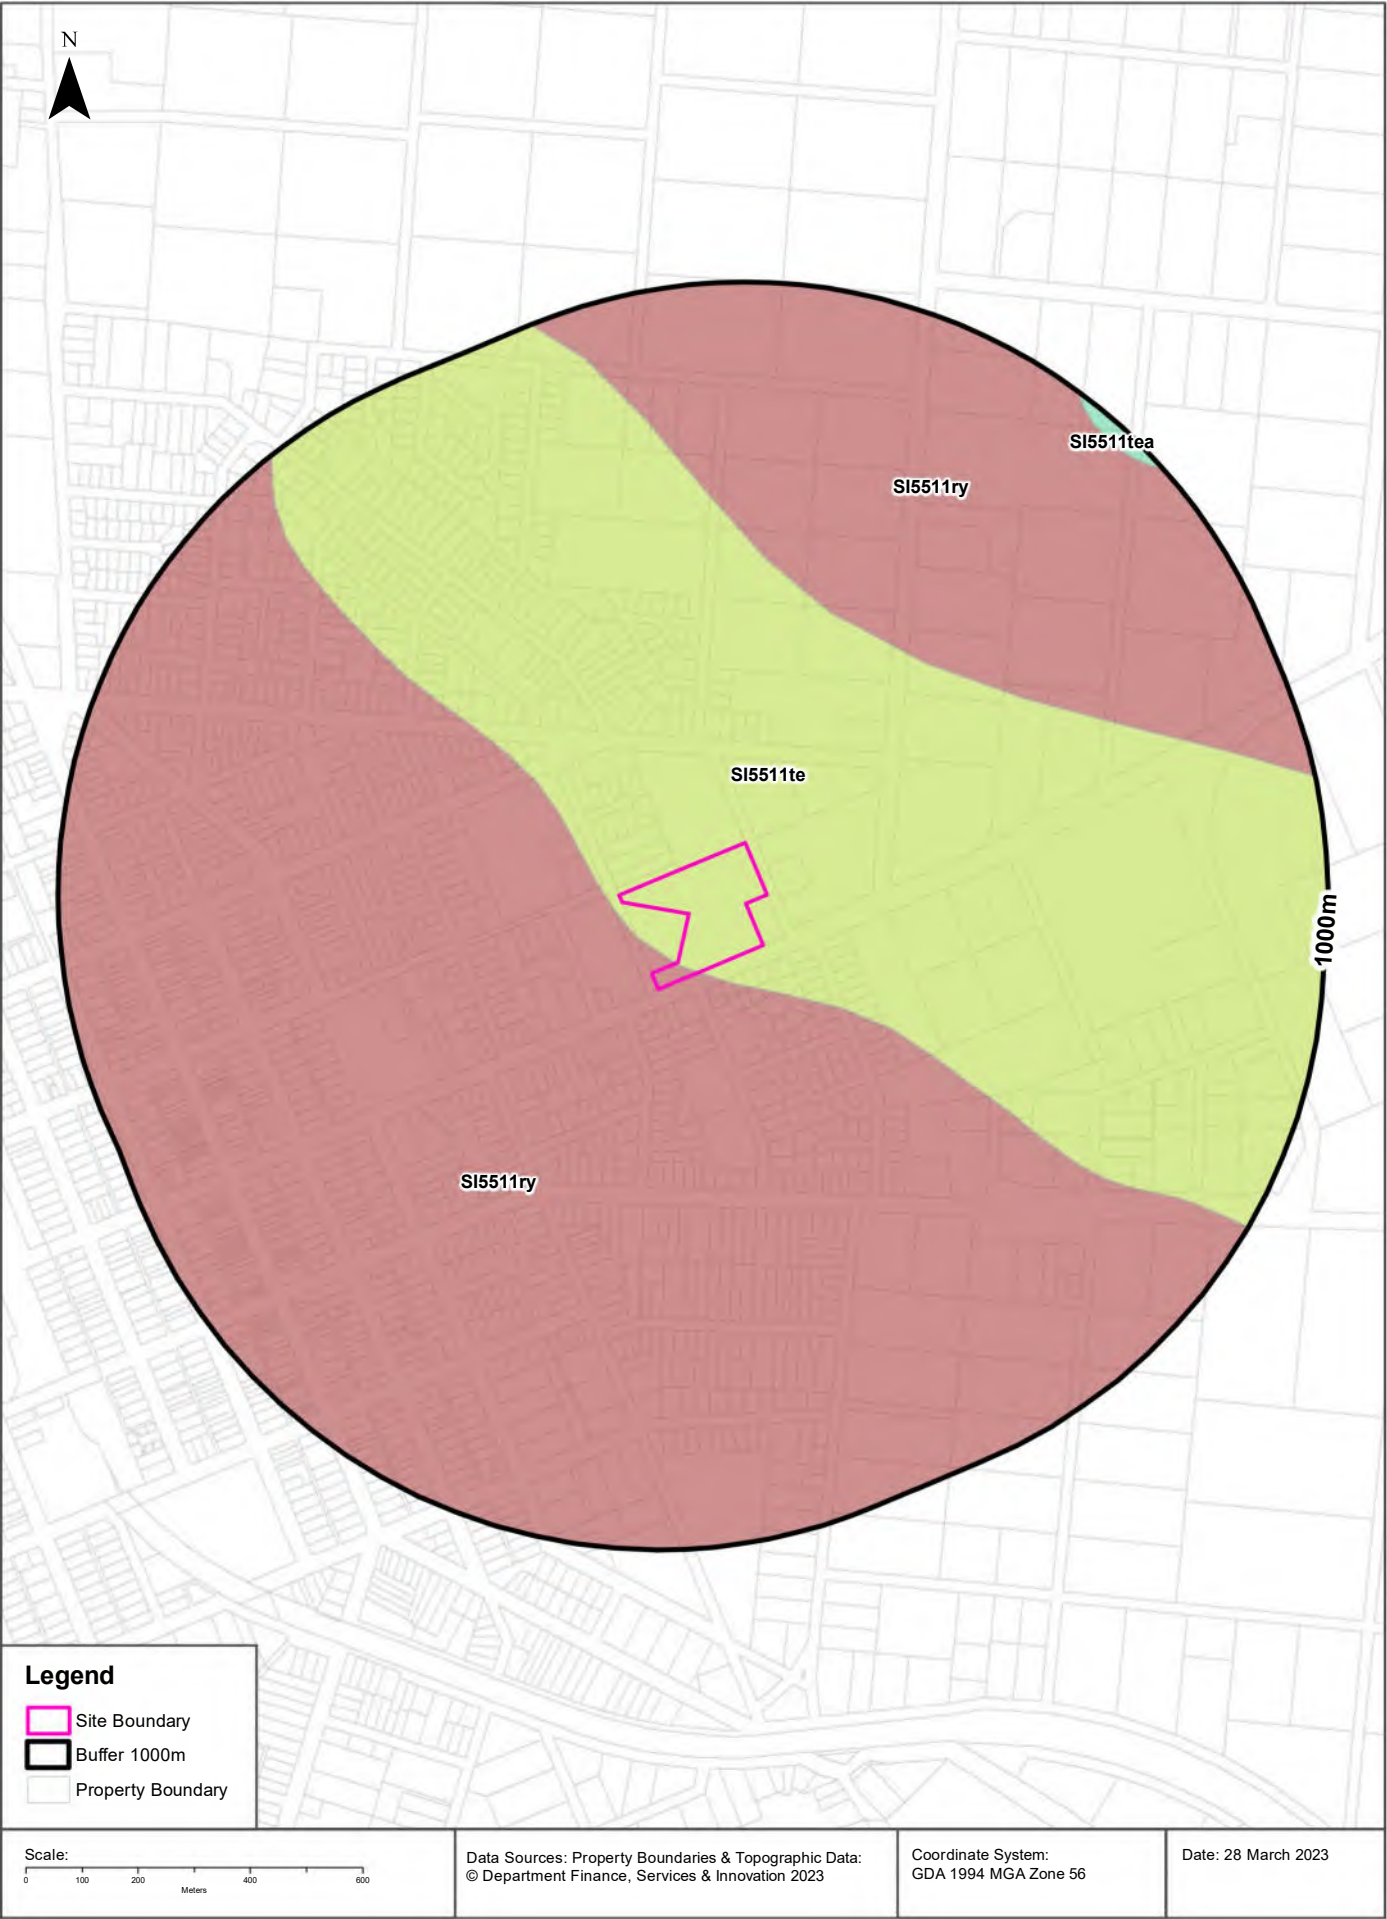 N
SI5511tea
SI5511ry
SI5511te
1000m
SI5511ry
Legend
Site Boundary
Buffer 1000m
Property Boundary
Scale:
0 100 200 400 600
Meters
Data Sources: Property Boundaries & Topographic Data:
© Department Finance, Services & Innovation 2023
Coordinate System:
GDA 1994 MGA Zone 56
Date: 28 March 2023